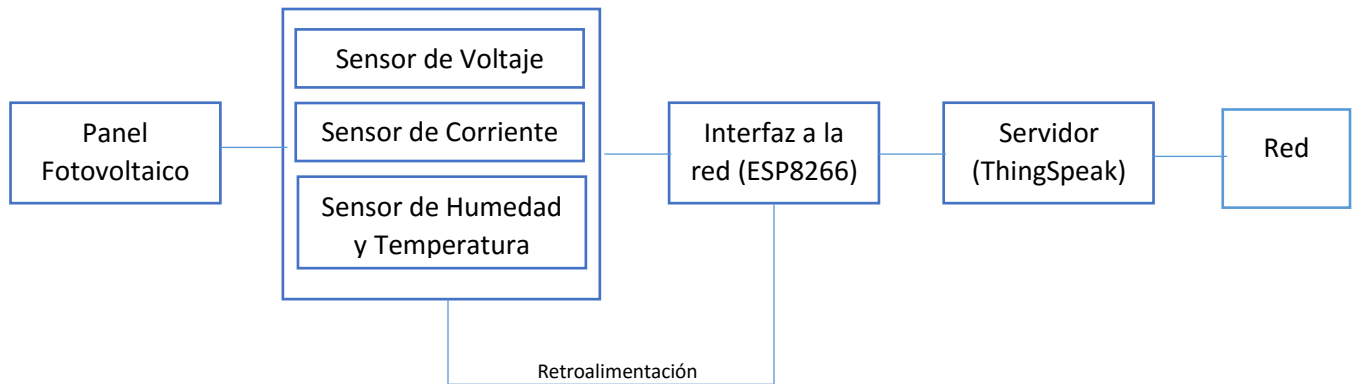 Panel
Fotovoltaico
Sensor de Voltaje
Sensor de Corriente
Sensor de Humedad
y Temperatura
Interfaz a la
red (ESP8266)
Servidor
(ThingSpeak)
Red
Retroalimentación